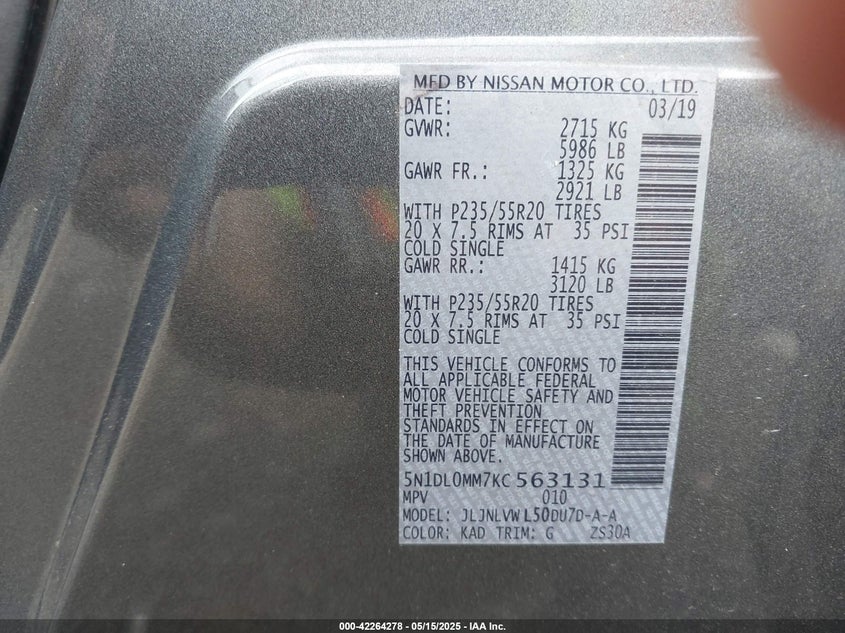 MFD BY NISSAN MOTOR CO., LTD.
DATE: 03/19
GVWR: 2715 KG
5986 LB
GAWR FR.: 1325 KG
2921 LB
WITH P235/55R20 TIRES
20 X 7.5 RIMS AT 35 PSI
COLD SINGLE
GAWR RR.: 1415 KG
3120 LB
WITH P235/55R20 TIRES
20 X 7.5 RIMS AT 35 PSI
COLD SINGLE
THIS VEHICLE CONFORMS TO
ALL APPLICABLE FEDERAL
MOTOR VEHICLE SAFETY AND
THEFT PREVENTION
STANDARDS IN EFFECT ON
THE DATE OF MANUFACTURE
SHOWN ABOVE.
5N1DL0MM7KC 563131
MPV 010
MODEL: JLJNLVW L50DU7D-A-A
COLOR: KAD TRIM: G ZS30A
000-42264278 - 05/15/2025 - IAA Inc.